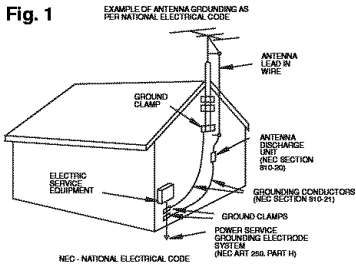 Fig. 1
EXAMPLE OF ANTENNA GROUNDING AS
PER NATIONAL ELECTRICAL CODE
ANTENNA
LEAD IN
WIRE
GROUND
CLAMP
ANTENNA
DISCHARGE
UNIT
(NEC SECTION
810-20)
ELECTRIC
SERVICE
EQUIPMENT
GROUNDING CONDUCTORS
(NEC SECTION 810-21)
GROUND CLAMPS
POWER SERVICE
GROUNDING ELECTRODE
SYSTEM
(NEC ART 250. PART H)
NEC - NATIONAL ELECTRICAL CODE